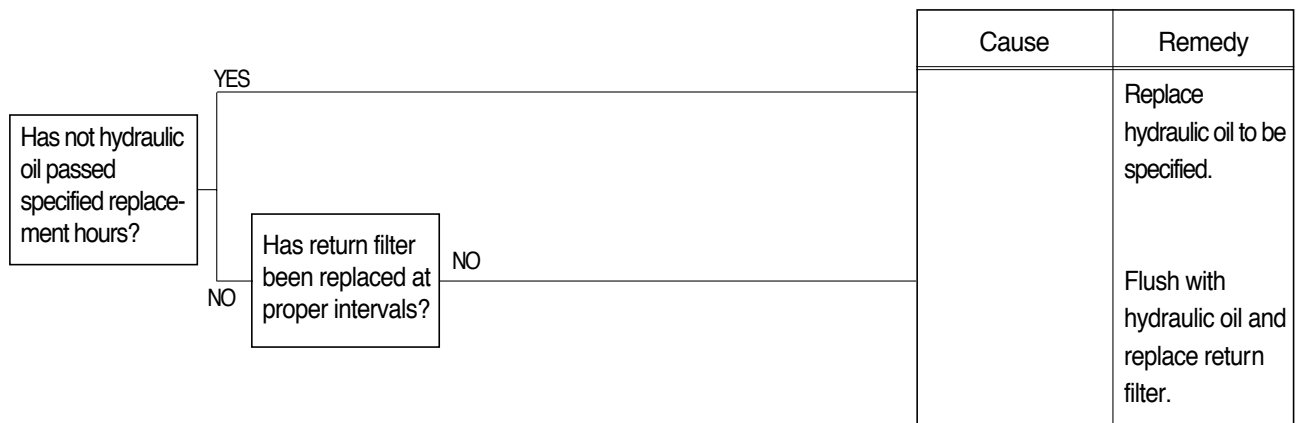 Cause
Remedy
YES
Replace
hydraulic oil to be
specified.
Has not hydraulic
oil passed
specified replace-
ment hours?
NO
Has return filter
been replaced at
proper intervals?
NO
Flush with
hydraulic oil and
replace return
filter.